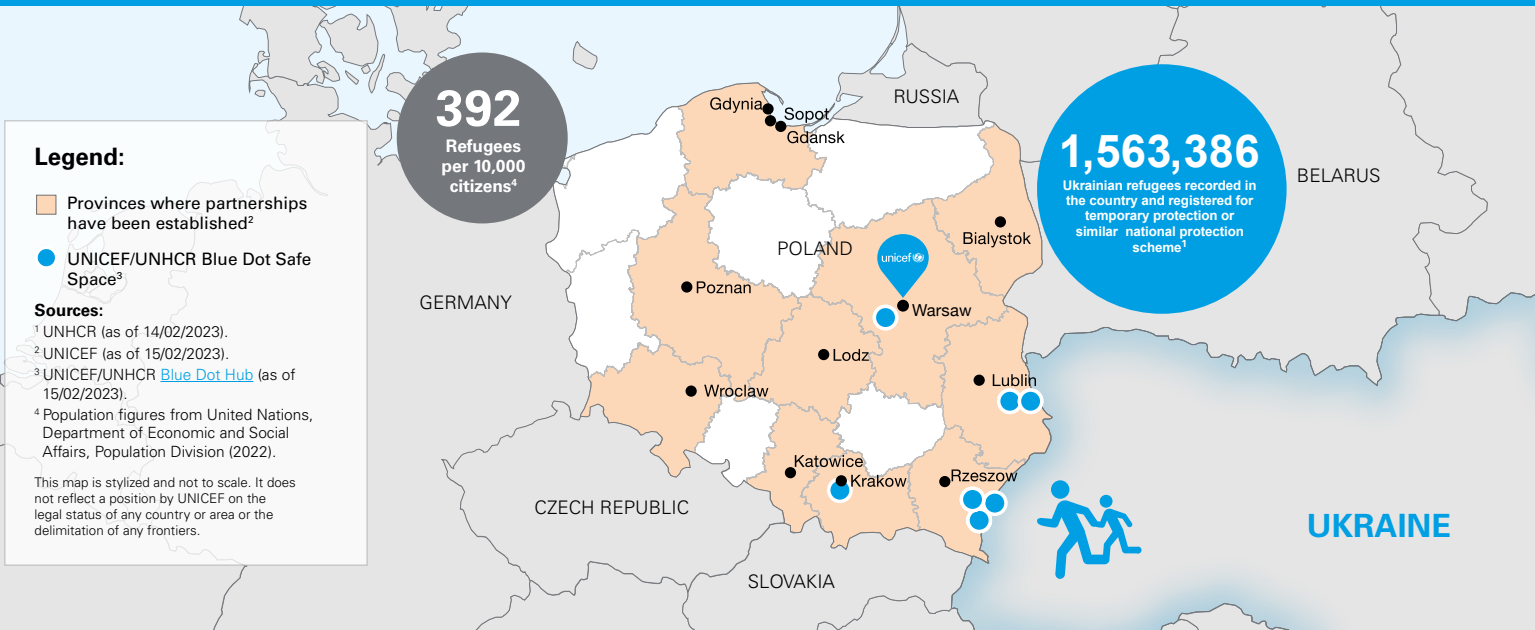 392
Refugees
per 10,000
citizens4
Legend:
Provinces where partnerships
have been established2
UNICEF/UNHCR Blue Dot Safe
Space3
Sources:
1 UNHCR (as of 14/02/2023).
2 UNICEF (as of 15/02/2023).
3 UNICEF/UNHCR Blue Dot Hub (as of
15/02/2023).
4 Population figures from United Nations,
Department of Economic and Social
Affairs, Population Division (2022).
This map is stylized and not to scale. It does
not reflect a position by UNICEF on the
legal status of any country or area or the
delimitation of any frontiers.
RUSSIA
Gdynia
Sopot
Gdansk
1,563,386
Ukrainian refugees recorded in
the country and registered for
temporary protection or
similar national protection
scheme1
BELARUS
Bialystok
POLAND
unicef
GERMANY
Poznan
Warsaw
Lodz
Lublin
Wroclaw
Katowice
Krakow
Rzeszow
CZECH REPUBLIC
UKRAINE
SLOVAKIA